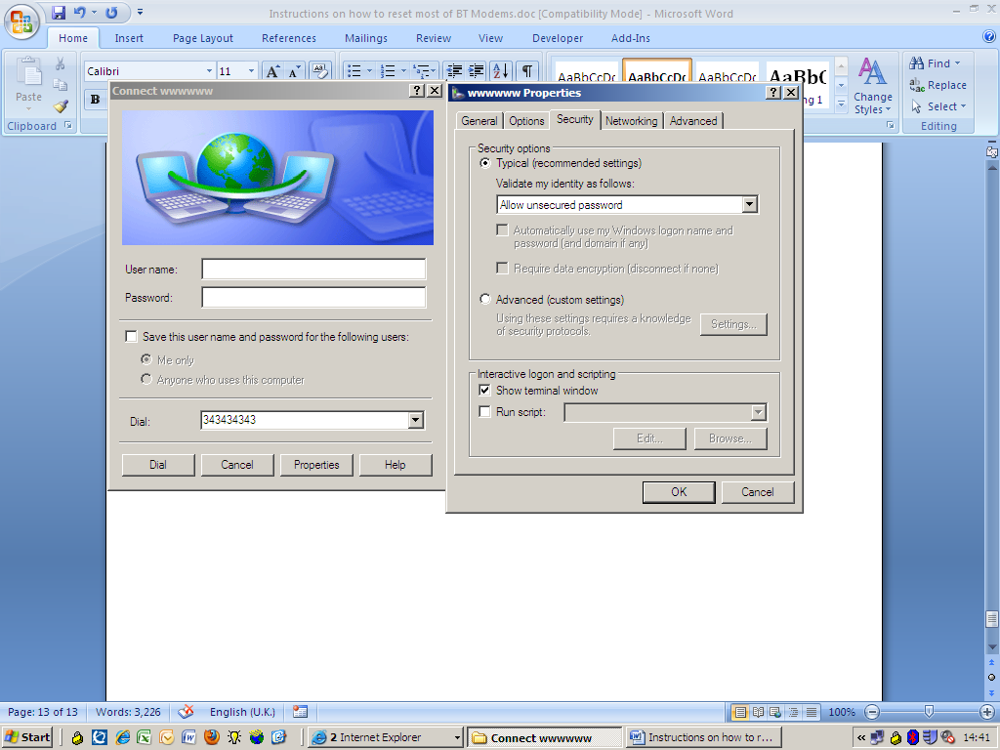 Instructions on how to reset most of BT Modems.doc [Compatibility Mode] - Microsoft Word
Home Insert Page Layout References Mailings Review View Developer Add-Ins
Paste
Clipboard
Calibri 11
B
AaBbCcDc AaBbCcDc AaBbCcDc AaBbC
ng 1
Change
Styles
Find
Replace
Select
Editing
Connect wwwwww
User name:
Password:
Save this user name and password for the following users:
Me only
Anyone who uses this computer
Dial: 343434343
Dial Cancel Properties Help
wwwwww Properties
General Options Security Networking Advanced
Security options
Typical (recommended settings)
Validate my identity as follows:
Allow unsecured password
Automatically use my Windows logon name and
password (and domain if any)
Require data encryption (disconnect if none)
Advanced (custom settings)
Using these settings requires a knowledge
of security protocols.
Settings...
Interactive logon and scripting
Show terminal window
Run script:
Edit... Browse...
OK Cancel
Page: 13 of 13 Words: 3,226 English (U.K.) 100%
Start 2 Internet Explorer Connect wwwwww Instructions on how to r... 14:41